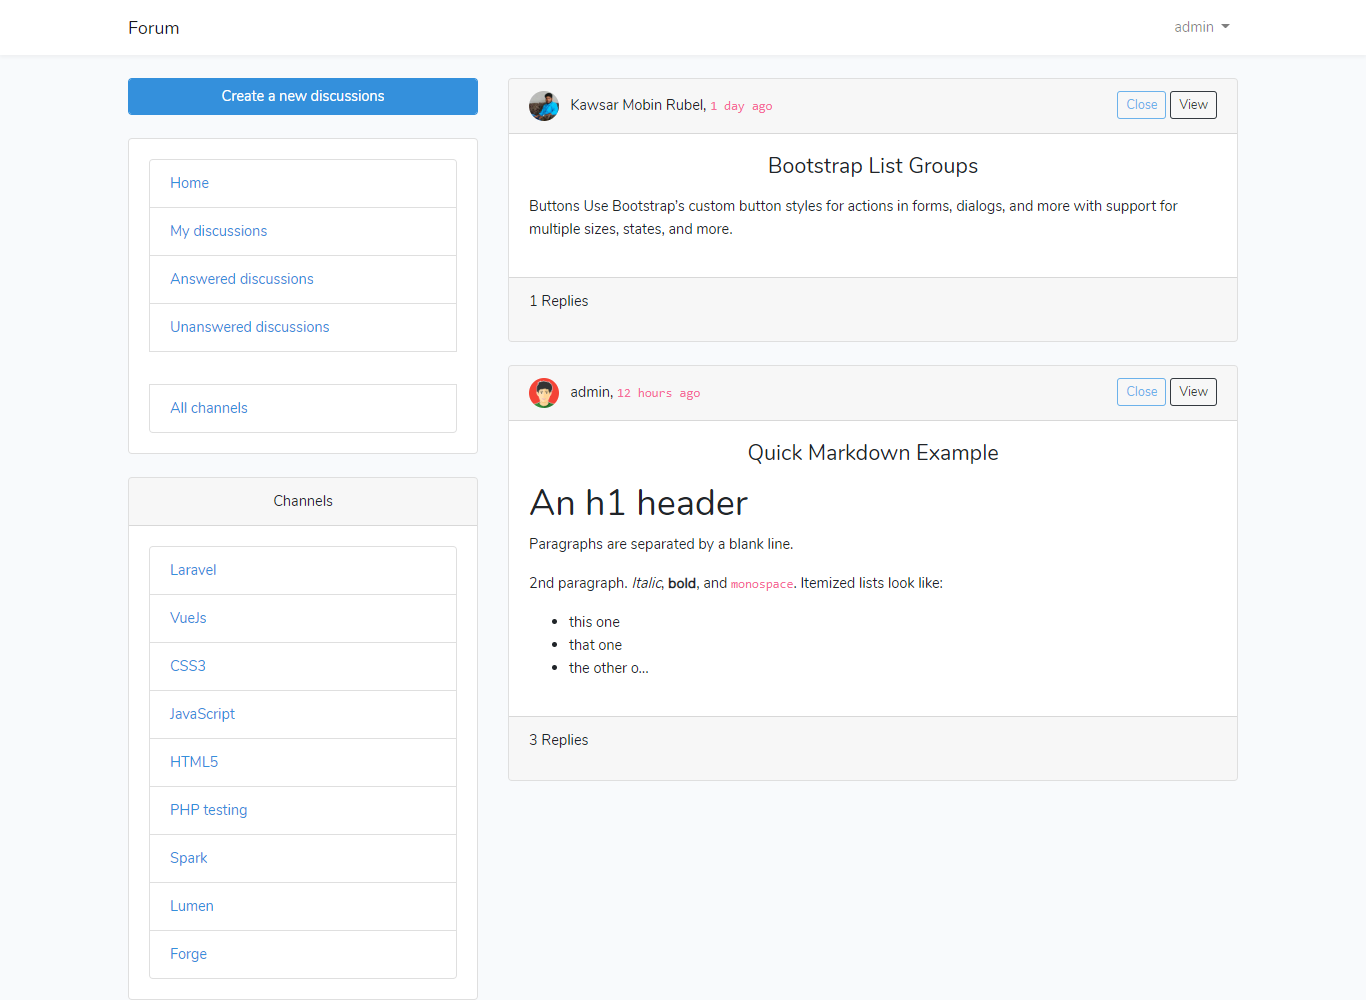 Forum
admin
Create a new discussions
Home
My discussions
Answered discussions
Unanswered discussions
All channels
Channels
Laravel
VueJs
CSS3
JavaScript
HTML5
PHP testing
Spark
Lumen
Forge
Kawsar Mobin Rubel, 1 day ago
Close
View
Bootstrap List Groups
Buttons Use Bootstrap's custom button styles for actions in forms, dialogs, and more with support for
multiple sizes, states, and more.
1 Replies
admin, 12 hours ago
Close
View
Quick Markdown Example
An h1 header
Paragraphs are separated by a blank line.
2nd paragraph. Italic, bold, and monospace. Itemized lists look like:
• this one
• that one
• the other o...
3 Replies